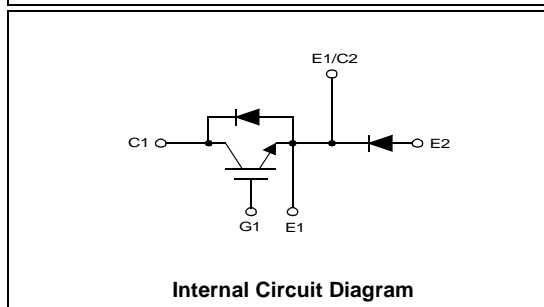 E1/C2
C1
E2
G1
E1
Internal Circuit Diagram